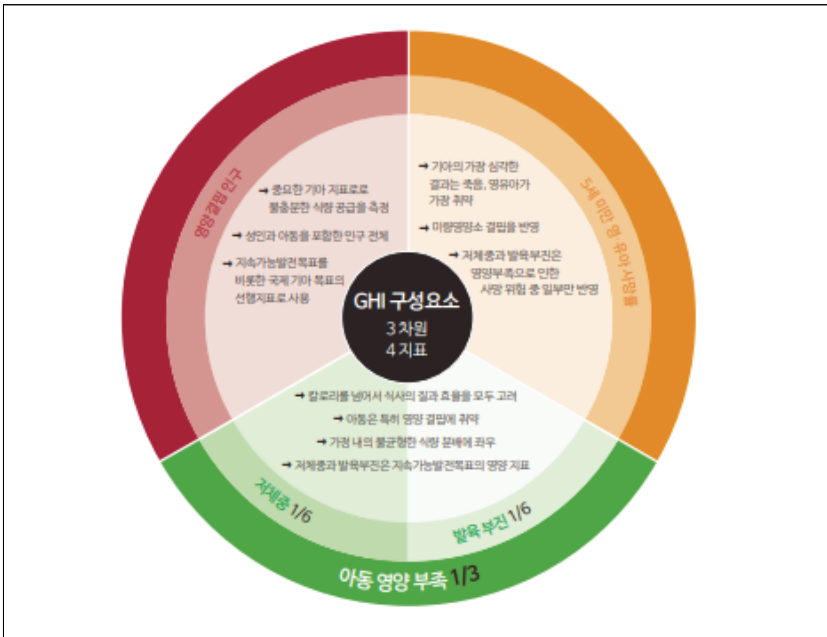 영양결핍 인구
→ 중요한 기아 지표로로
불충분한 식량 공급을 측정
→ 성인과 아동을 포함한 인구 전체
→ 지속가능발전목표를
비롯한 국제 기아 목표의
선행지표로 사용
5세 미만 영·유아 사망률
→ 기아의 가장 심각한
결과는 죽음, 영유아가
가장 취약
→ 미량영양소 결핍을 반영
→ 저체중과 발육부진은
영양부족으로 인한
사망 위험 중 일부만 반영
GHI 구성요소
3 차원
4 지표
→ 칼로리를 넘어서 식사의 질과 효율을 모두 고려
→ 아동은 특히 영양 결핍에 취약
→ 가정 내의 불균형한 식량 분배에 좌우
→ 저체중과 발육부진은 지속가능발전목표의 영양 지표
저체중 1/6
발육 부진 1/6
아동 영양 부족 1/3